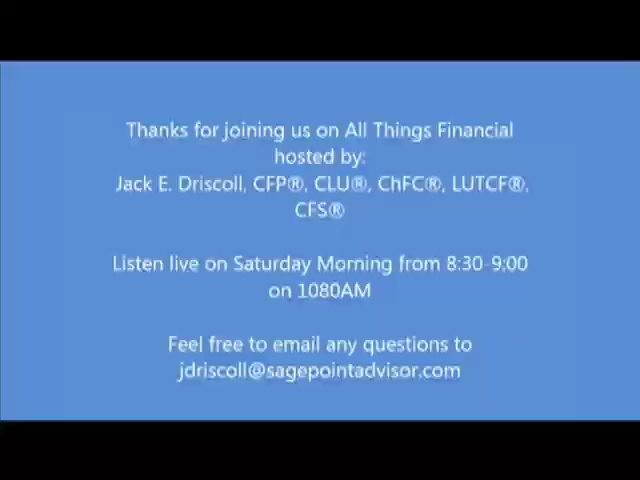 Thanks for joining us on All Things Financial
hosted by:
Jack E. Driscoll, CFP®, CLU®, ChFC®, LUTCF®,
CFS®
Listen live on Saturday Morning from 8:30-9:00
on 1080AM
Feel free to email any questions to
jdriscoll@sagepointadvisor.com